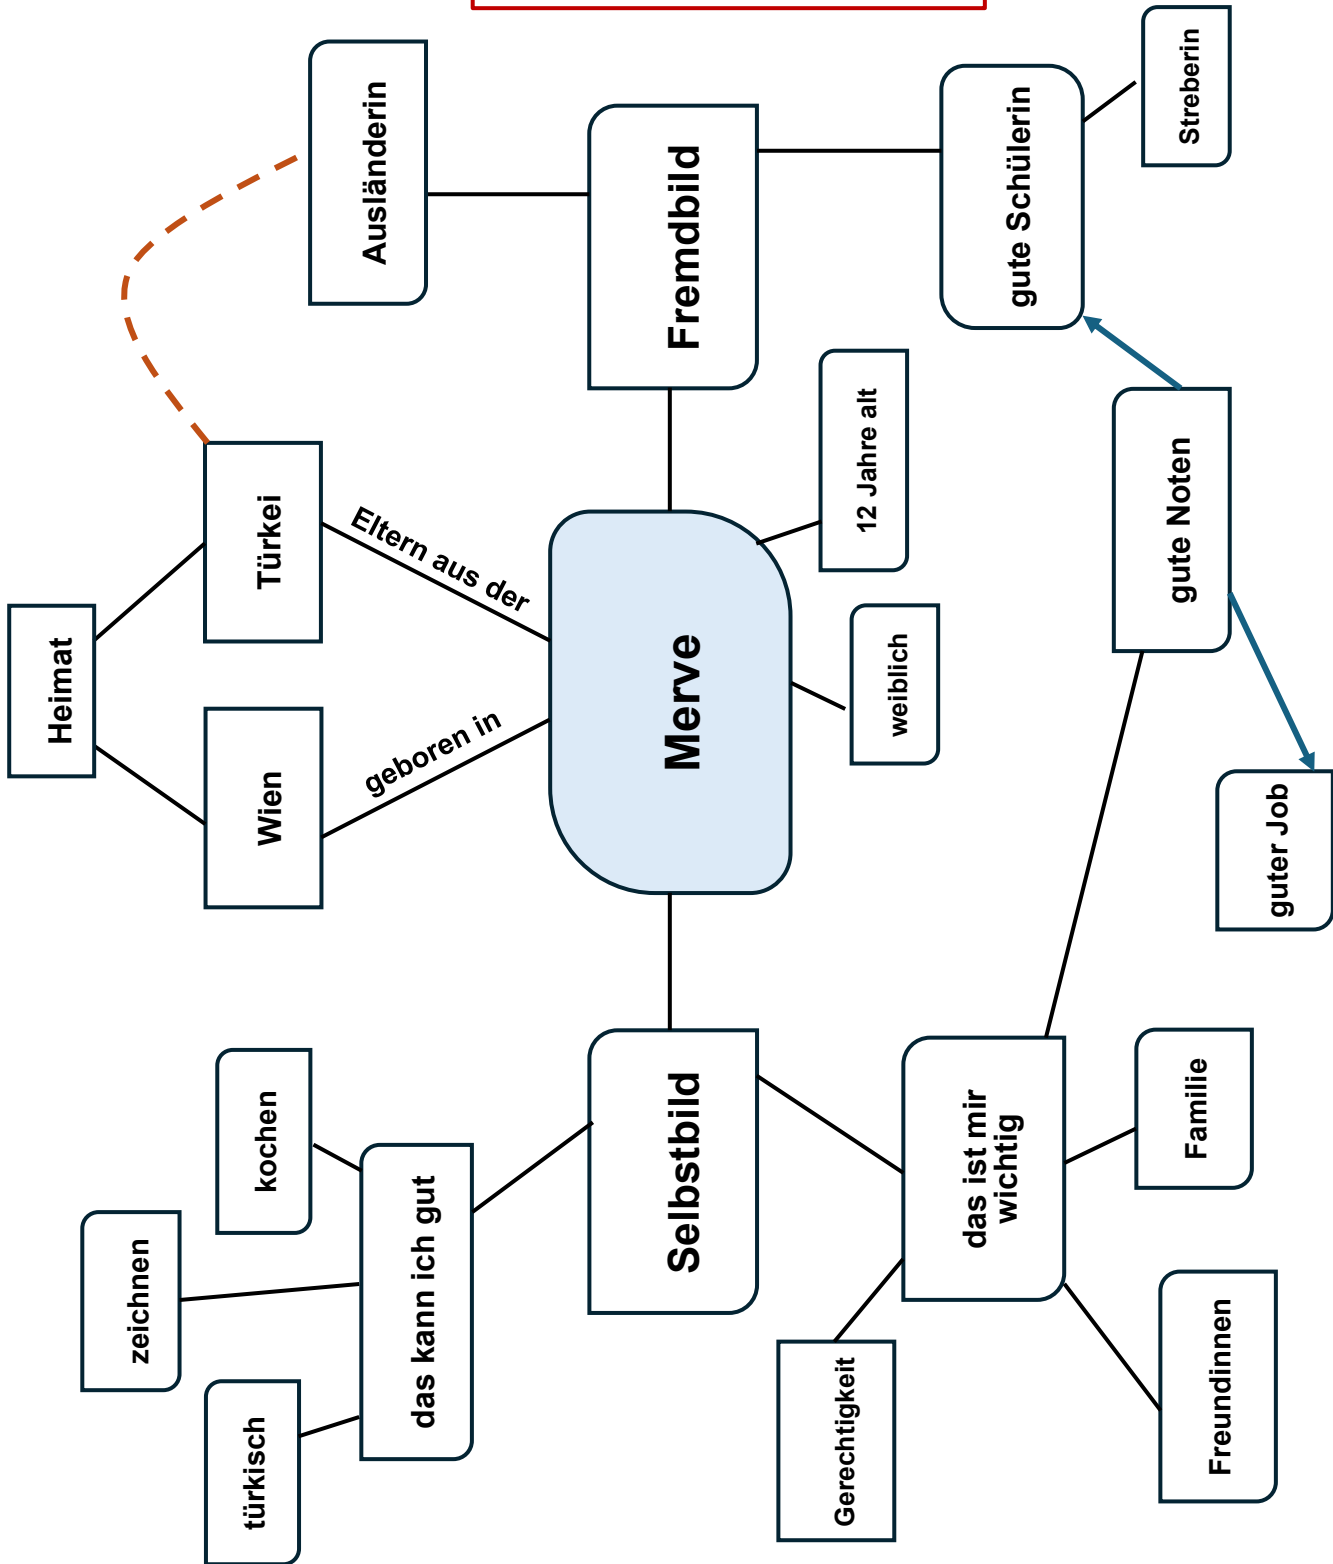 Heimat
Wien
Türkei
geboren in
Eltern aus der
türkisch
zeichnen
kochen
das kann ich gut
Ausländerin
Selbstbild
Merve
Fremdbild
weiblich
12 Jahre alt
Gerechtigkeit
das ist mir
wichtig
gute Schülerin
Freundinnen
Familie
guter Job
gute Noten
Streberin